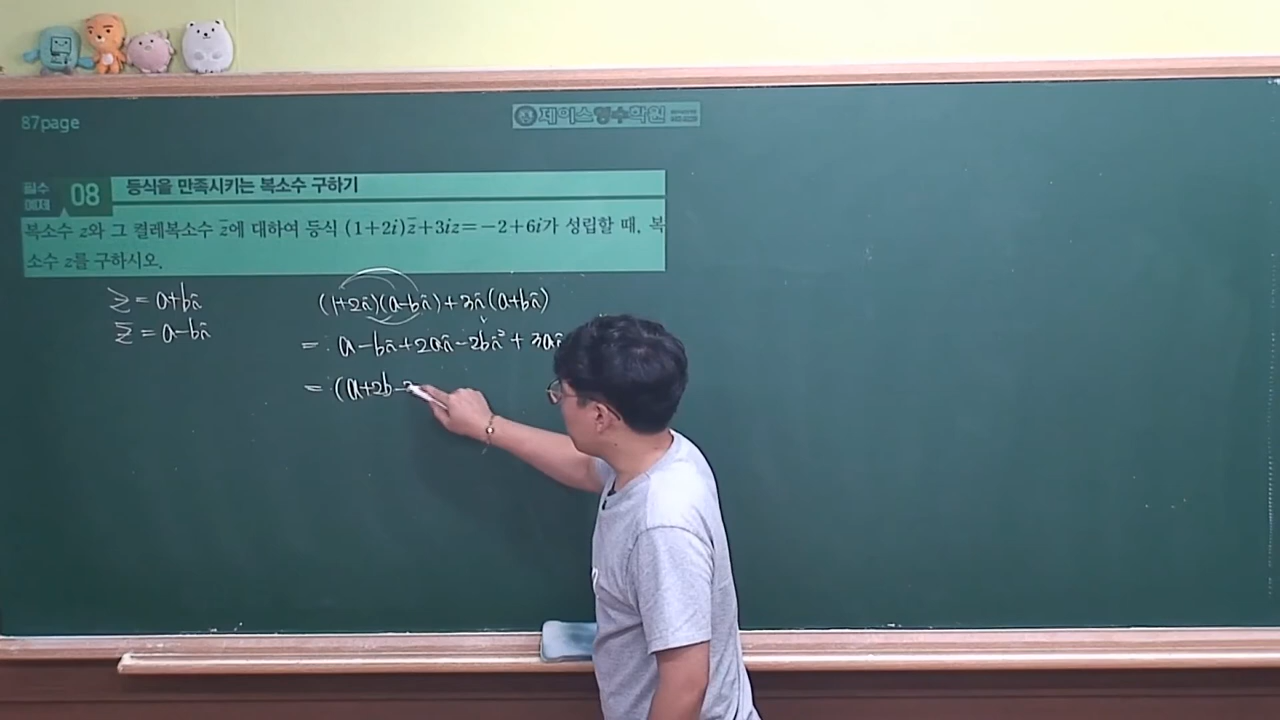 87page
제이스영수학원
필수 예제 08 등식을 만족시키는 복소수 구하기
복소수 z와 그 켤레복소수 z̄에 대하여 등식 (1+2i)z̄+3iz=−2+6i가 성립할 때, 복
소수 z를 구하시오.
z = a+bi
z̄ = a−bi
(1+2i)(a−bi)+3i(a+bi)
= a−bi+2ai−2bi²+3ai
= (a+2b−3